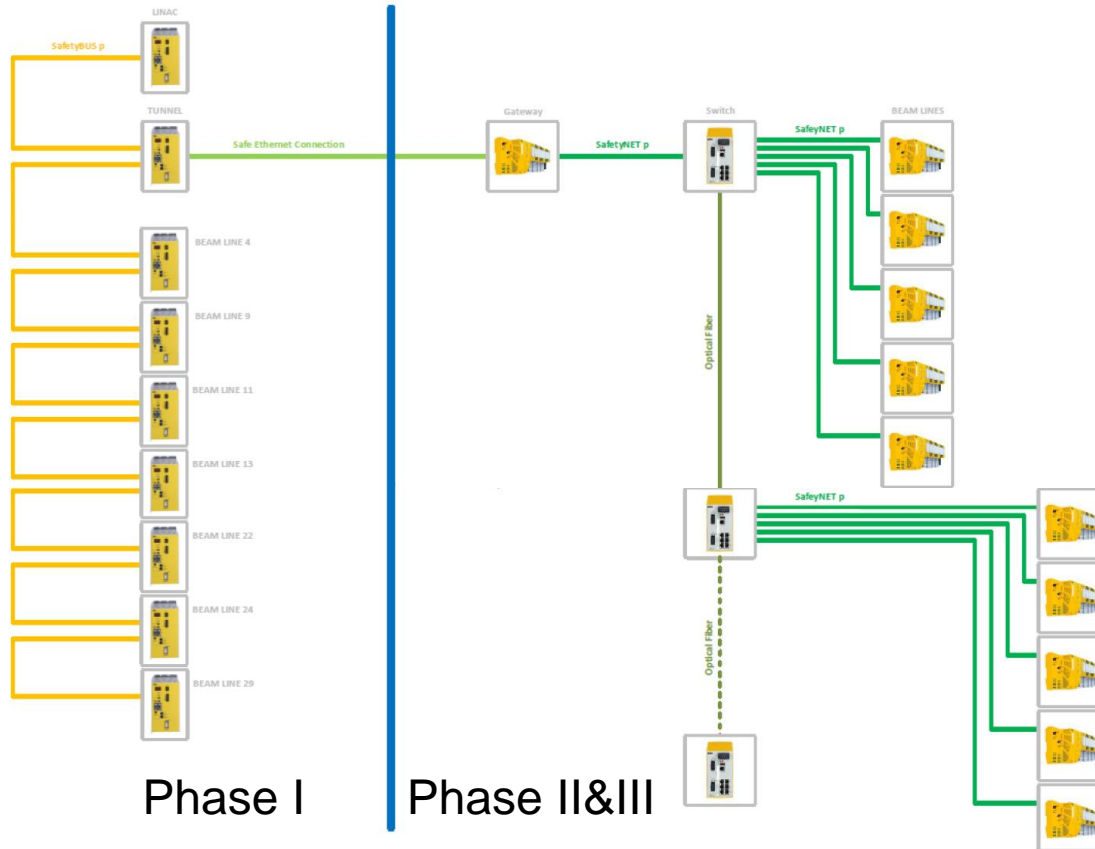 LINAC
SafetyBUS p
TUNNEL
Safe Ethernet Connection
Gateway
SafetyNET p
Switch
SafeyNET p
BEAM LINES
BEAM LINE 4
BEAM LINE 9
BEAM LINE 11
BEAM LINE 13
BEAM LINE 22
BEAM LINE 24
BEAM LINE 29
Optical Fiber
SafeyNET p
Optical Fiber
Phase I
Phase II&III